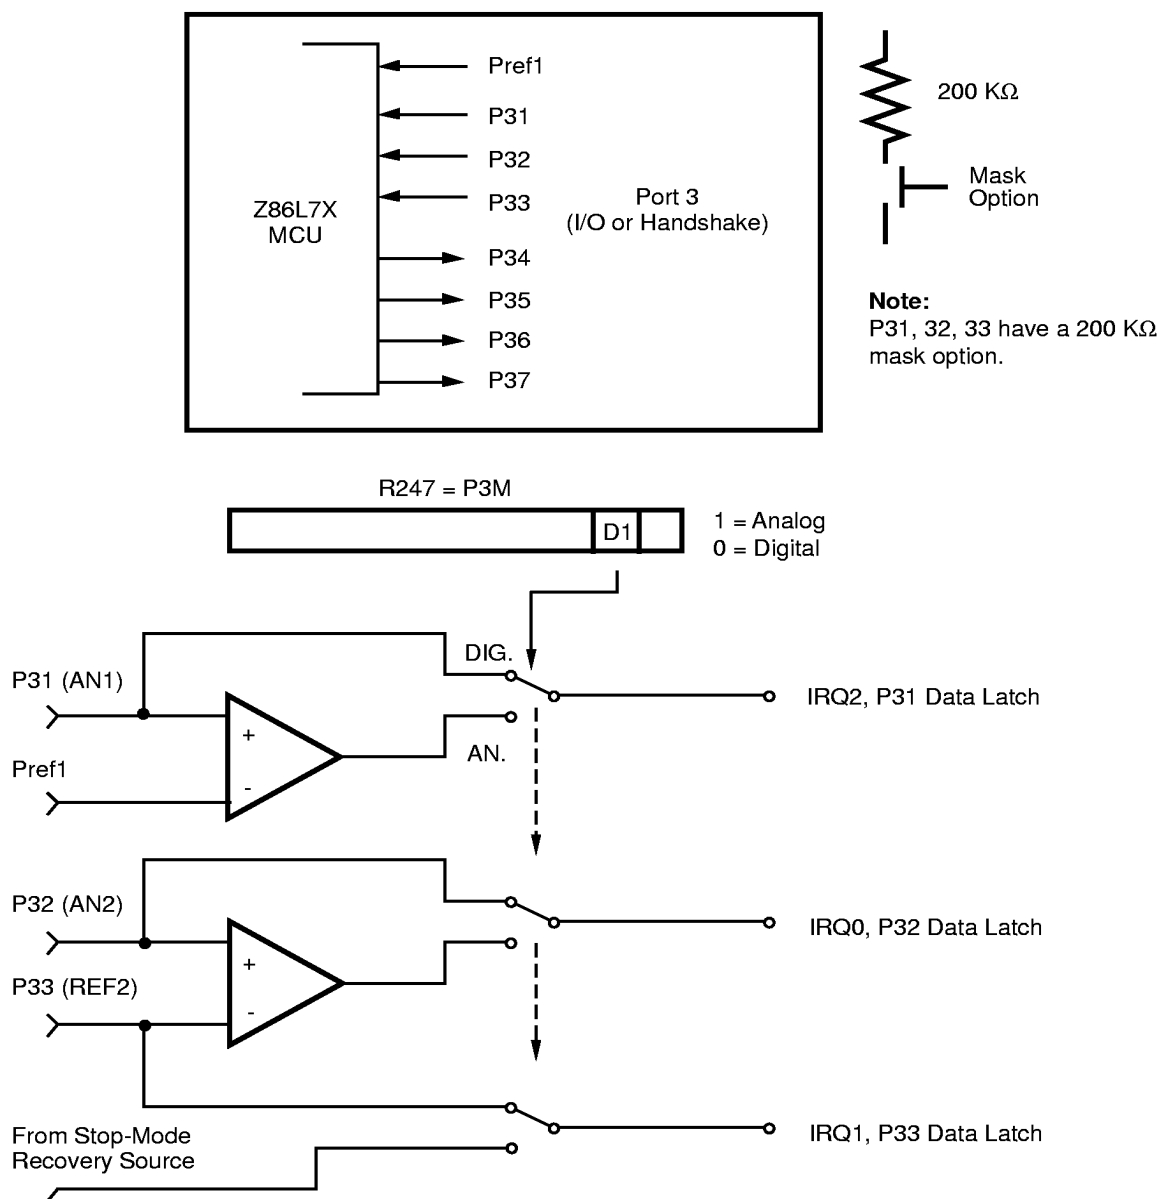 Pref1
P31
P32
P33
P34
P35
P36
P37
Z86L7X
MCU
Port 3
(I/O or Handshake)
200 KΩ
Mask
Option
Note:
P31, 32, 33 have a 200 KΩ
mask option.
R247 = P3M
D1
1 = Analog
0 = Digital
DIG.
P31 (AN1)
+
-
AN.
Pref1
IRQ2, P31 Data Latch
P32 (AN2)
+
-
P33 (REF2)
IRQ0, P32 Data Latch
From Stop-Mode
Recovery Source
IRQ1, P33 Data Latch